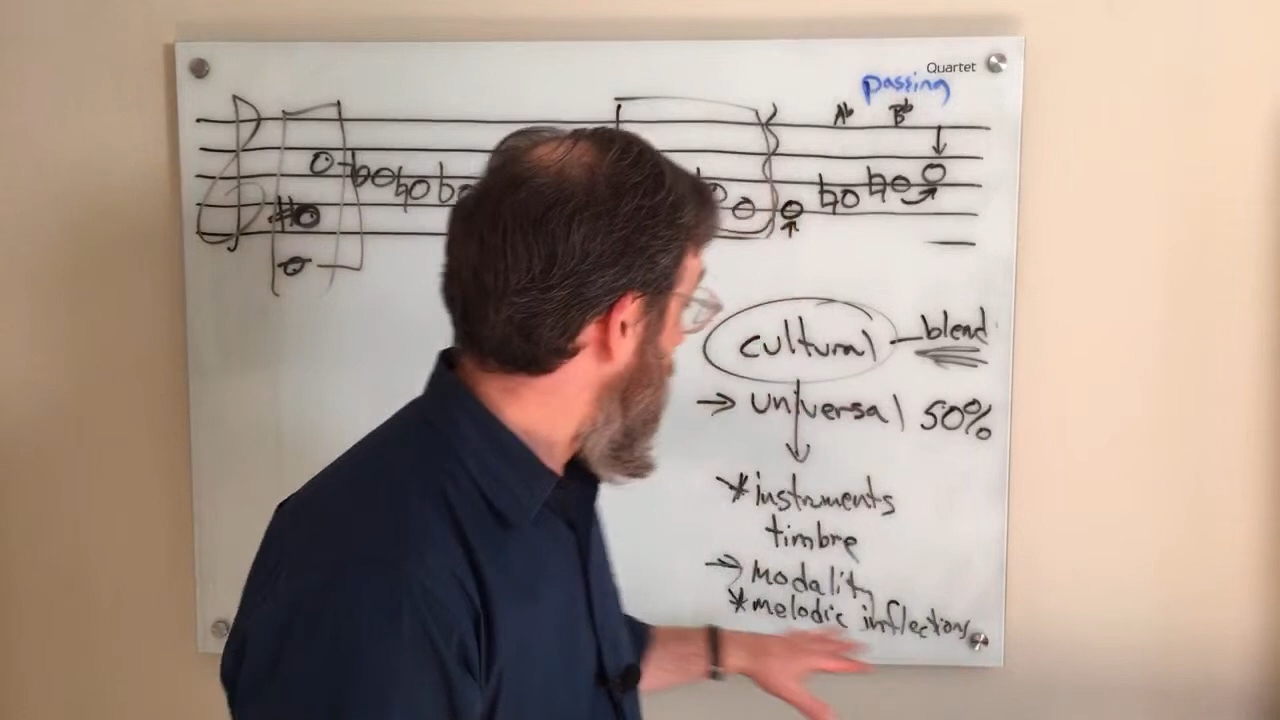 Quartet
passing
A♭ B♭
cultural – blend
→ universal 50%
* instruments
timbre
→ Modality
* melodic inflections